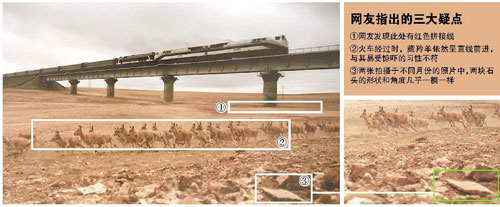 网友指出的三大疑点
①网友发现此处有红色拼接线
②火车经过时，藏羚羊依然呈直线前进，
与其易受惊吓的习性不符
③两张拍摄于不同月份的照片中，两块石
头的形状和角度几乎一模一样
①
②
③